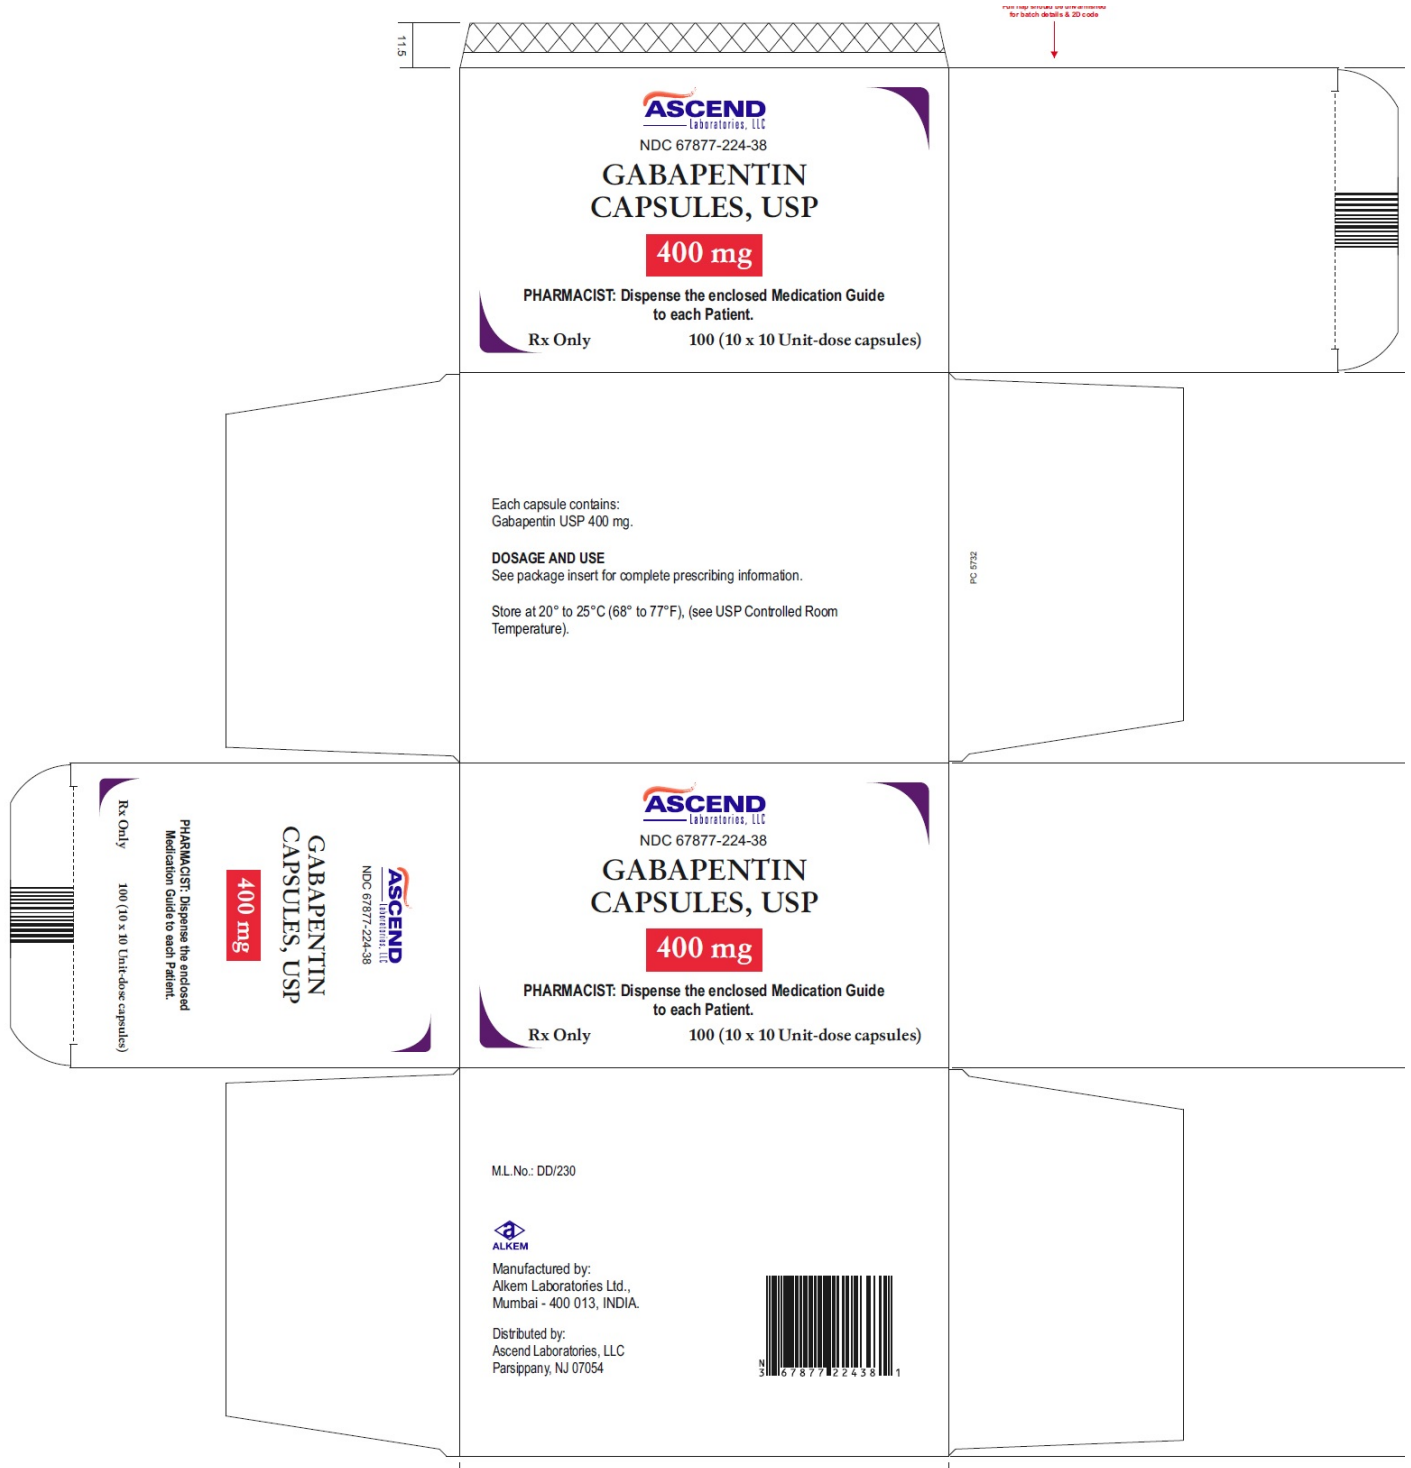 for batch details & 2D code
11.5
ASCEND
Laboratories, LLC
NDC 67877-224-38
GABAPENTIN
CAPSULES, USP
400 mg
PHARMACIST: Dispense the enclosed Medication Guide
to each Patient.
Rx Only 100 (10 x 10 Unit-dose capsules)
Each capsule contains:
Gabapentin USP 400 mg.
DOSAGE AND USE
See package insert for complete prescribing information.
Store at 20° to 25°C (68° to 77°F), (see USP Controlled Room
Temperature).
PC 5732
ASCEND
Laboratories, LLC
NDC 67877-224-38
GABAPENTIN
CAPSULES, USP
400 mg
PHARMACIST: Dispense the enclosed
Medication Guide to each Patient.
Rx Only 100 (10 x 10 Unit-dose capsules)
ASCEND
Laboratories, LLC
NDC 67877-224-38
GABAPENTIN
CAPSULES, USP
400 mg
PHARMACIST: Dispense the enclosed Medication Guide
to each Patient.
Rx Only 100 (10 x 10 Unit-dose capsules)
M.L.No.: DD/230
a
ALKEM
Manufactured by:
Alkem Laboratories Ltd.,
Mumbai - 400 013, INDIA.
Distributed by:
Ascend Laboratories, LLC
Parsippany, NJ 07054
N
3 67877 22438 1